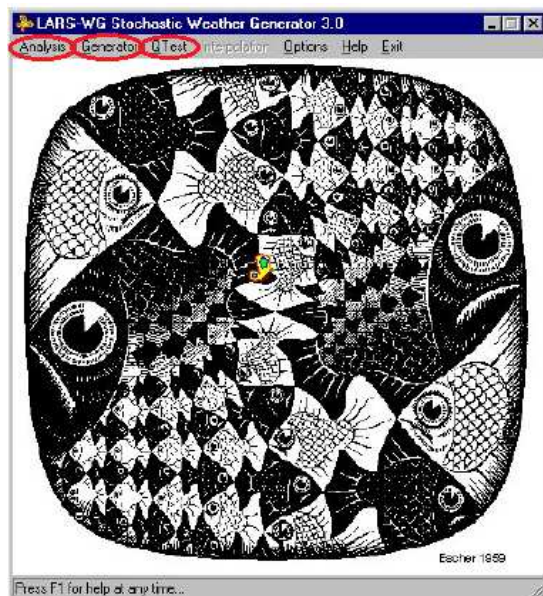 LARS-WG Stochastic Weather Generator 3.0
Analysis Generator QTest Interpolation Options Help Exit
Escher 1959
Press F1 for help at any time...